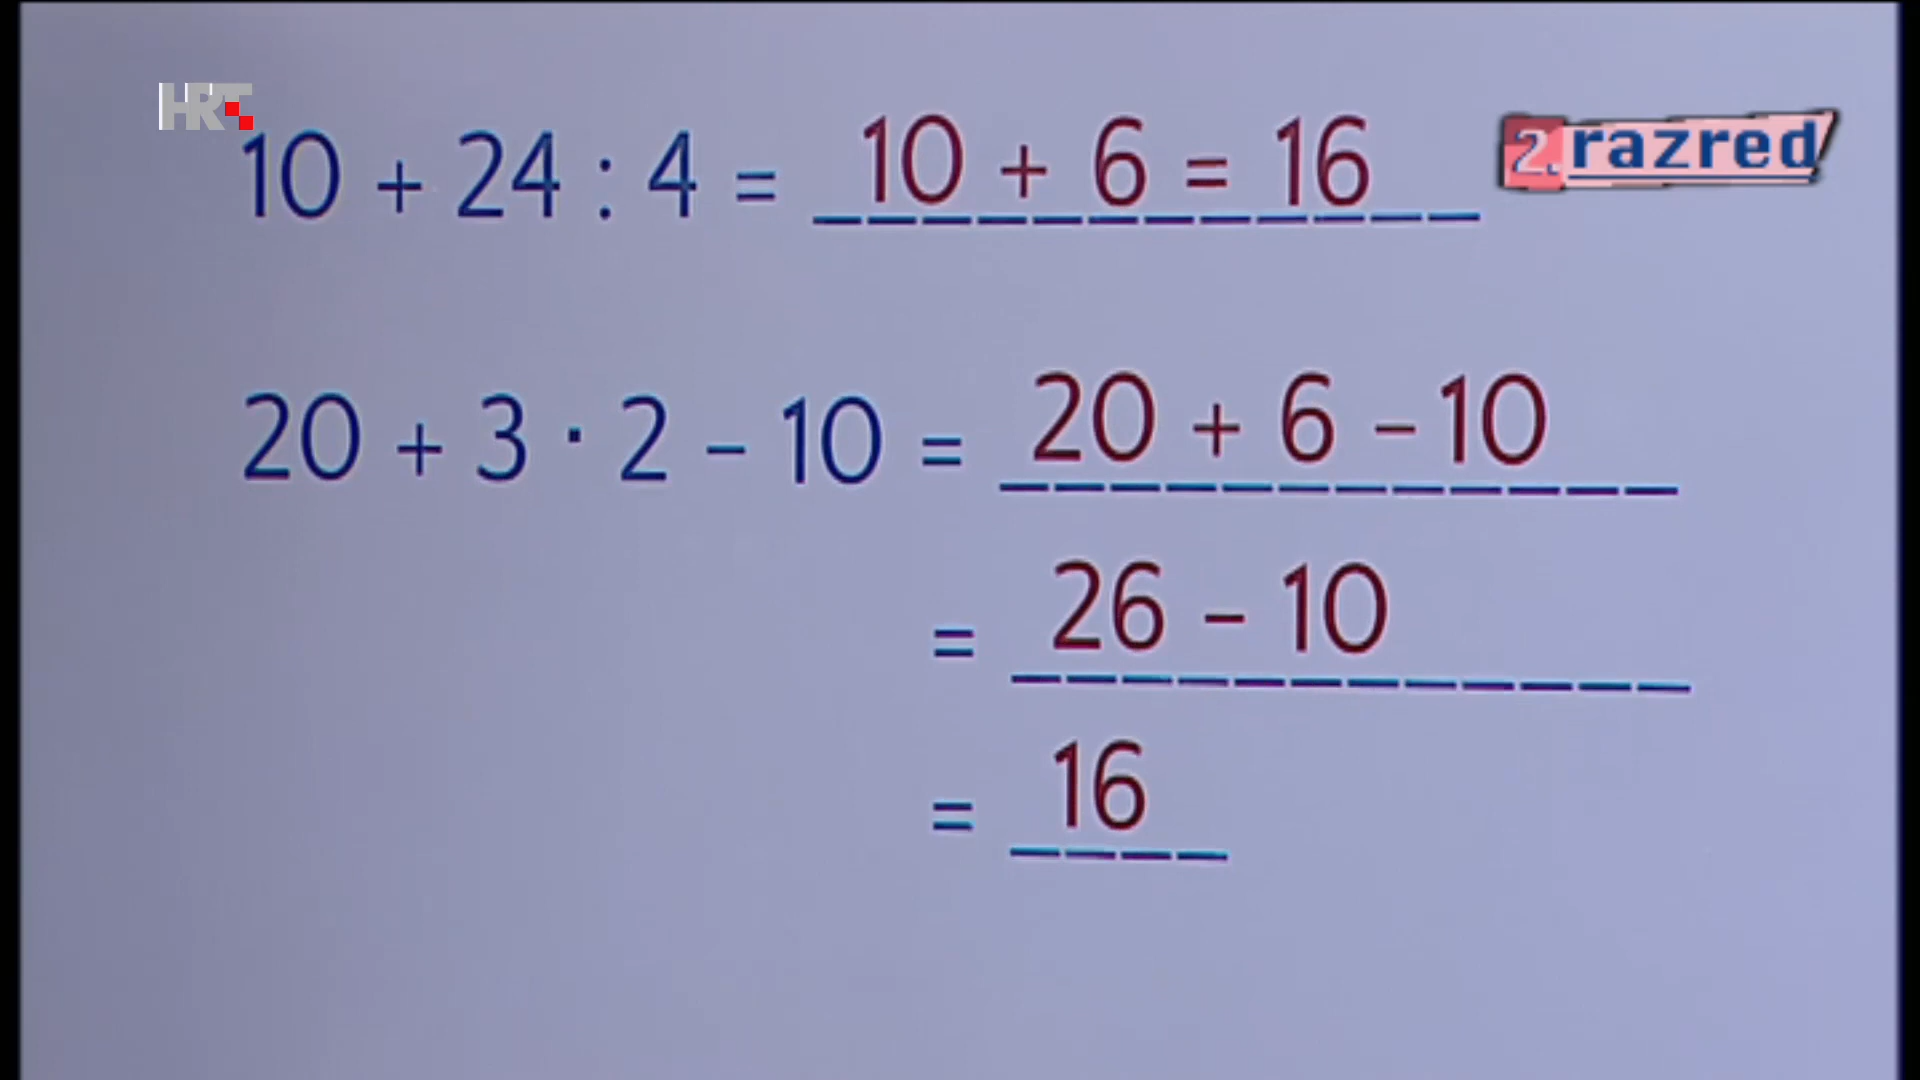 HRT
2. razred
10 + 24 : 4 = 10 + 6 = 16
20 + 3 · 2 – 10 = 20 + 6 – 10
= 26 – 10
= 16